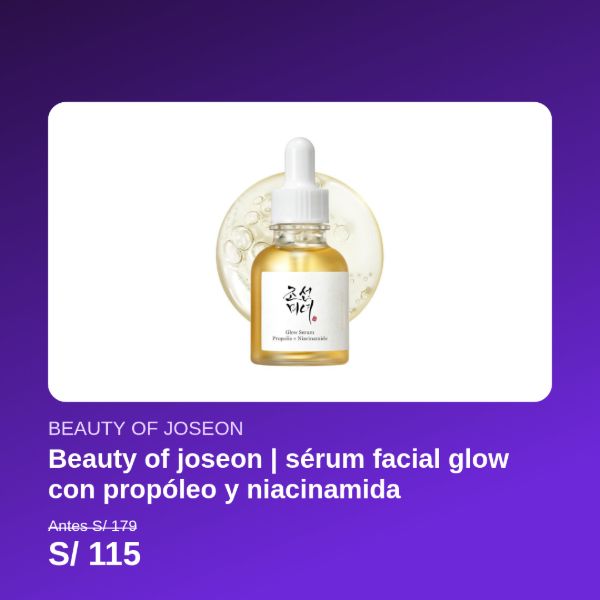 조선
미녀
Glow Serum
Propolis + Niacinamide
BEAUTY OF JOSEON
Beauty of joseon | sérum facial glow
con propóleo y niacinamida
Antes S/ 179
S/ 115